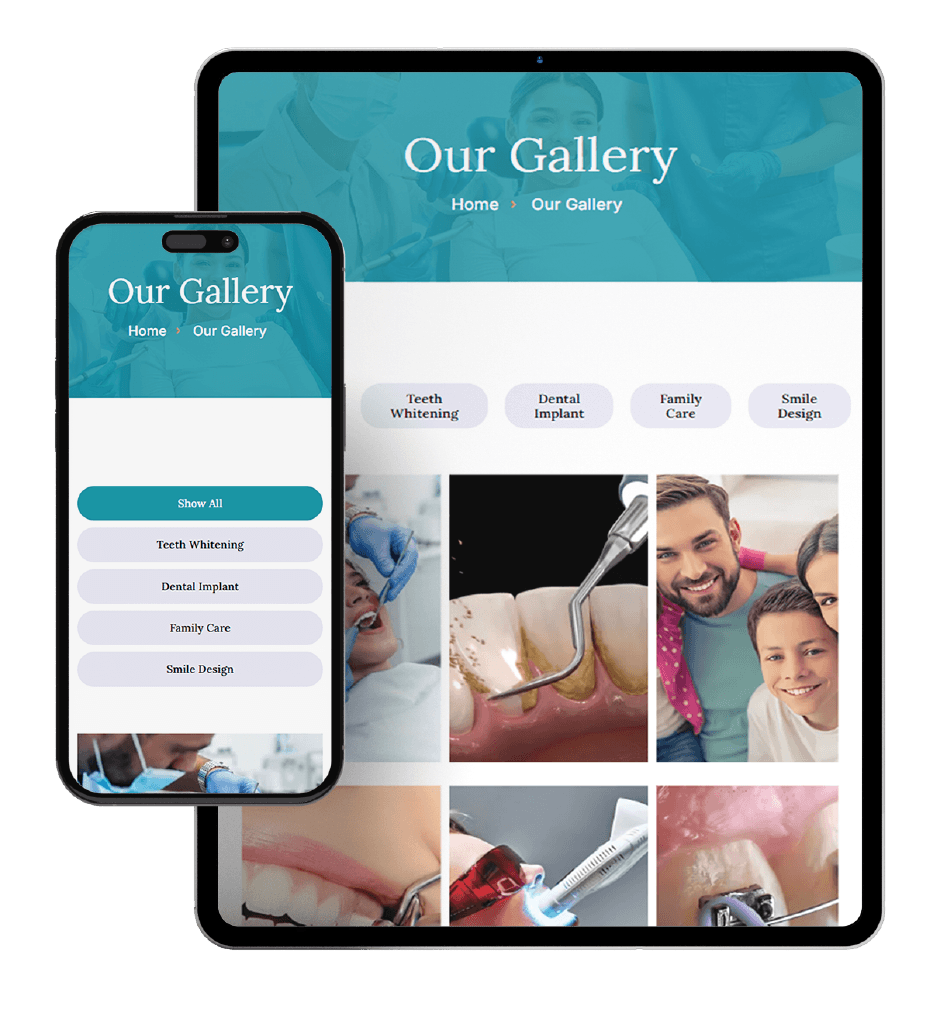 Our Gallery
Home › Our Gallery
Teeth
Whitening
Dental
Implant
Family
Care
Smile
Design
Our Gallery
Home › Our Gallery
Show All
Teeth Whitening
Dental Implant
Family Care
Smile Design